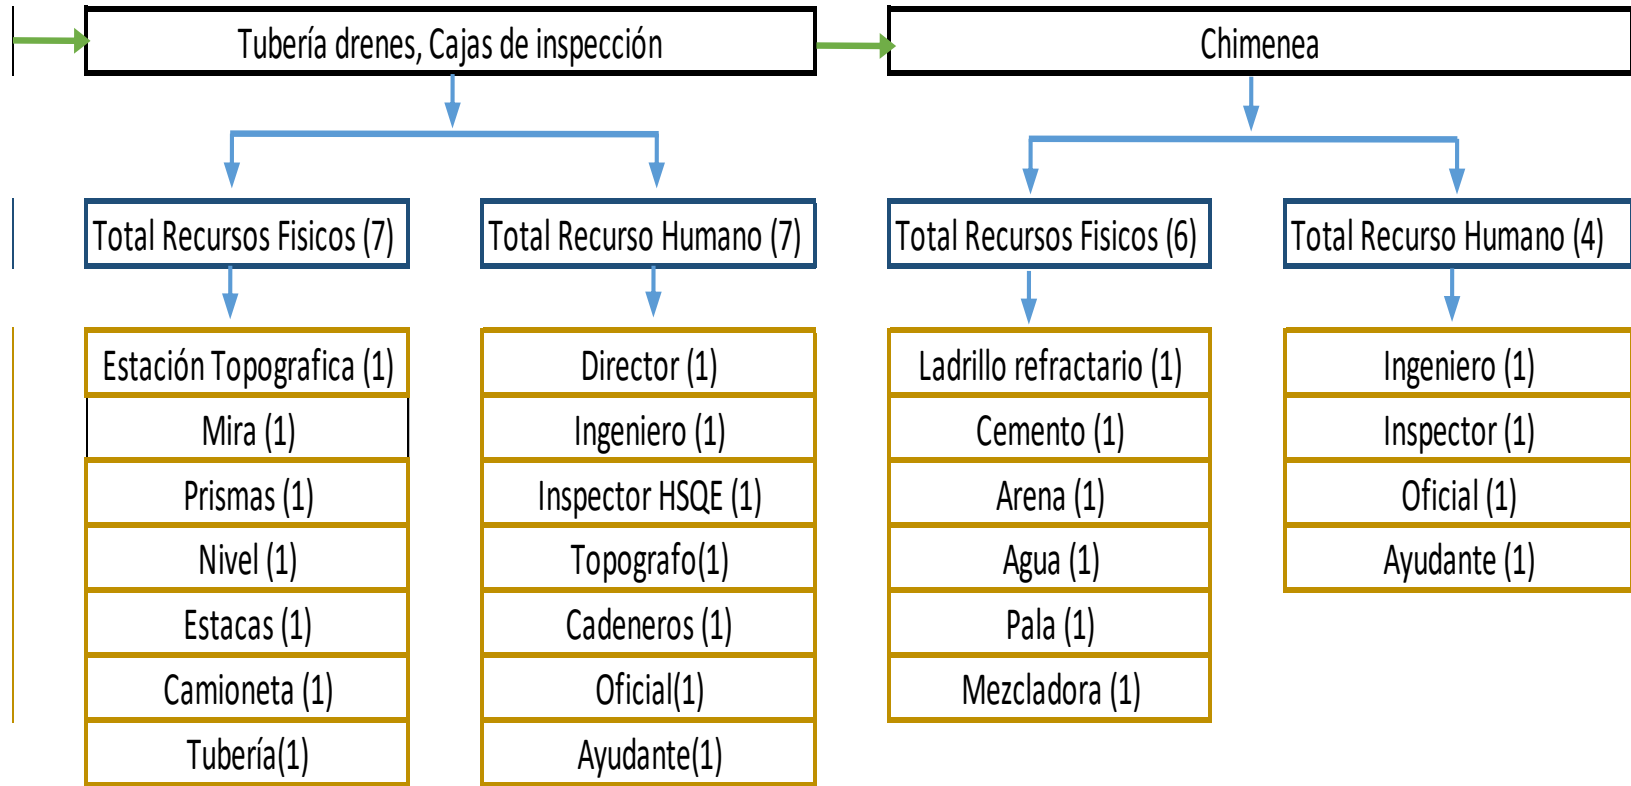 Tubería drenes, Cajas de inspección
Chimenea
Total Recursos Fisicos (7)
Total Recurso Humano (7)
Total Recursos Fisicos (6)
Total Recurso Humano (4)
Estación Topografica (1)
Mira (1)
Prismas (1)
Nivel (1)
Estacas (1)
Camioneta (1)
Tubería(1)
Director (1)
Ingeniero (1)
Inspector HSQE (1)
Topografo(1)
Cadeneros (1)
Oficial(1)
Ayudante(1)
Ladrillo refractario (1)
Cemento (1)
Arena (1)
Agua (1)
Pala (1)
Mezcladora (1)
Ingeniero (1)
Inspector (1)
Oficial (1)
Ayudante (1)